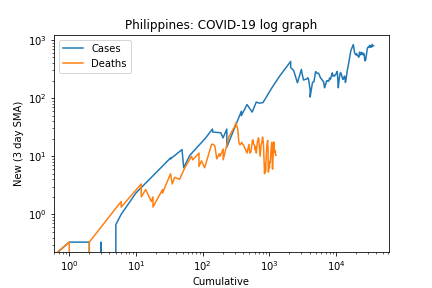 Philippines: COVID-19 log graph
Cases
Deaths
New (3 day SMA)
10³
10²
10¹
10⁰
10⁰ 10¹ 10² 10³ 10⁴
Cumulative